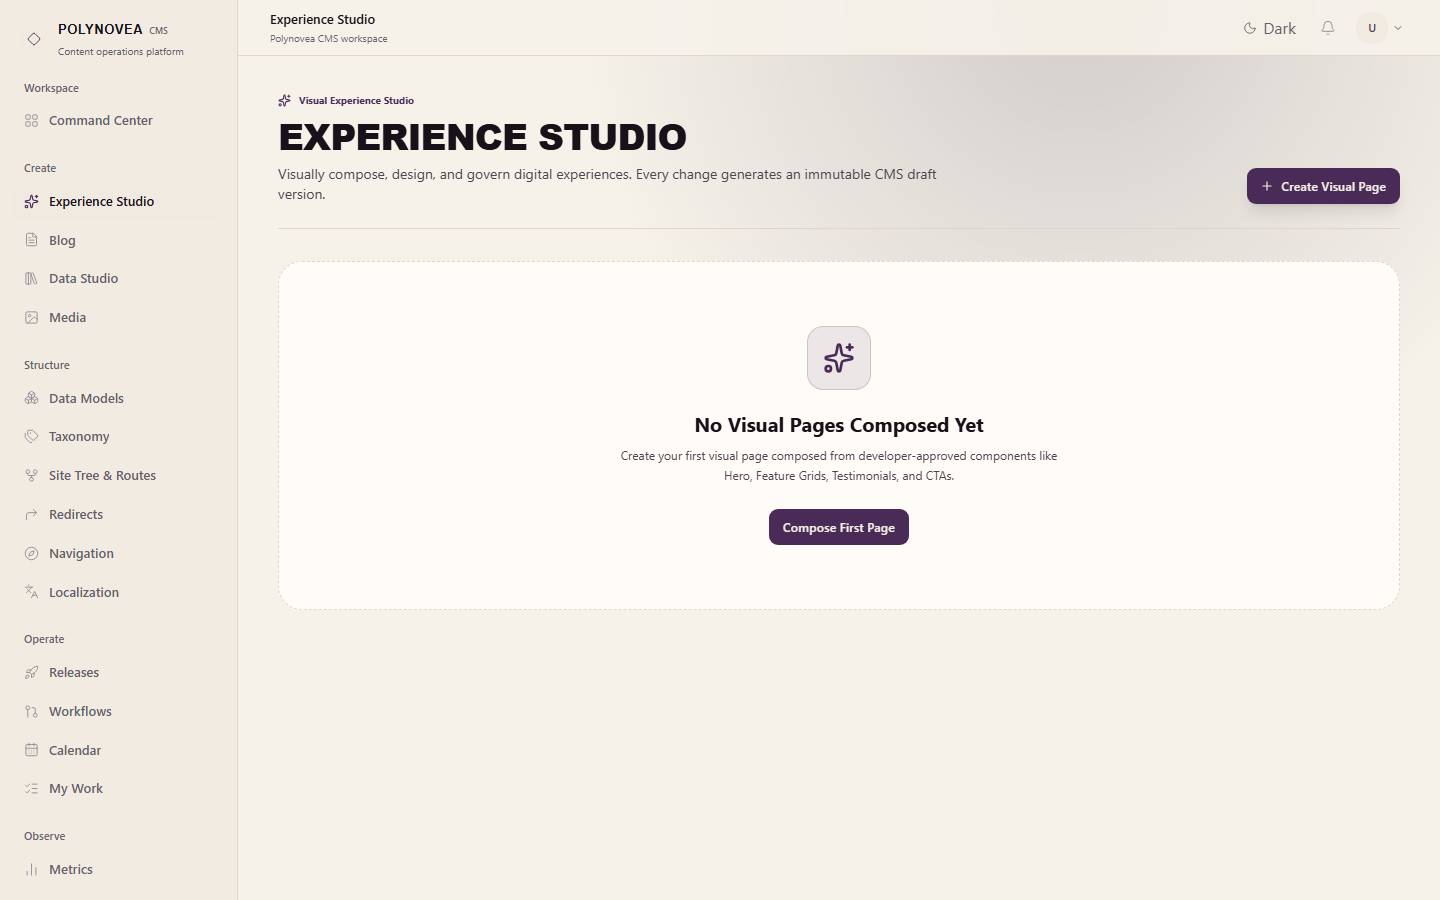 POLYNOVEA CMS
Content operations platform
Workspace
Command Center
Create
Experience Studio
Blog
Data Studio
Media
Structure
Data Models
Taxonomy
Site Tree & Routes
Redirects
Navigation
Localization
Operate
Releases
Workflows
Calendar
My Work
Observe
Metrics
Experience Studio
Polynovea CMS workspace
Dark
U
Visual Experience Studio
EXPERIENCE STUDIO
Visually compose, design, and govern digital experiences. Every change generates an immutable CMS draft
version.
Create Visual Page
No Visual Pages Composed Yet
Create your first visual page composed from developer-approved components like
Hero, Feature Grids, Testimonials, and CTAs.
Compose First Page